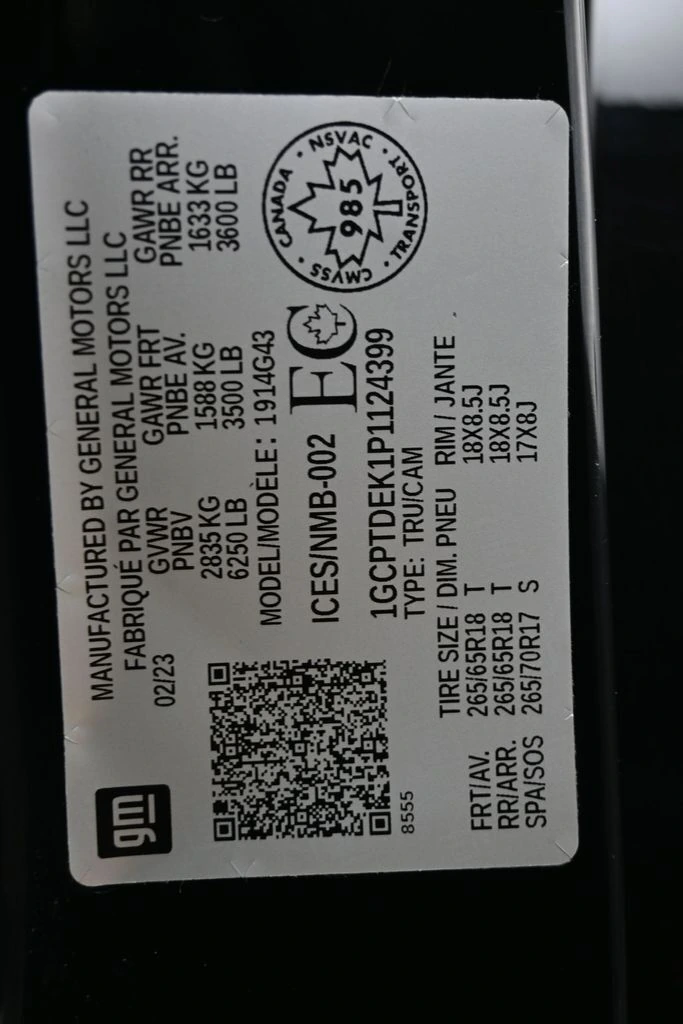 gm
MANUFACTURED BY GENERAL MOTORS LLC
FABRIQUÉ PAR GENERAL MOTORS LLC
02/23 GVWR GAWR FRT GAWR RR
PNBV PNBE AV. PNBE ARR.
2835 KG 1588 KG 1633 KG
6250 LB 3500 LB 3600 LB
MODEL/MODÈLE: 1914G43
ICES/NMB-002 EC
CANADA · NSVAC · TRANSPORT · CMVSS ·
985
1GCPTDEK1P1124399
TYPE: TRU/CAM
8555
TIRE SIZE / DIM. PNEU RIM / JANTE
FRT/AV. 265/65R18 T 18X8.5J
RR/ARR. 265/65R18 T 18X8.5J
SPA/SOS 265/70R17 S 17X8J